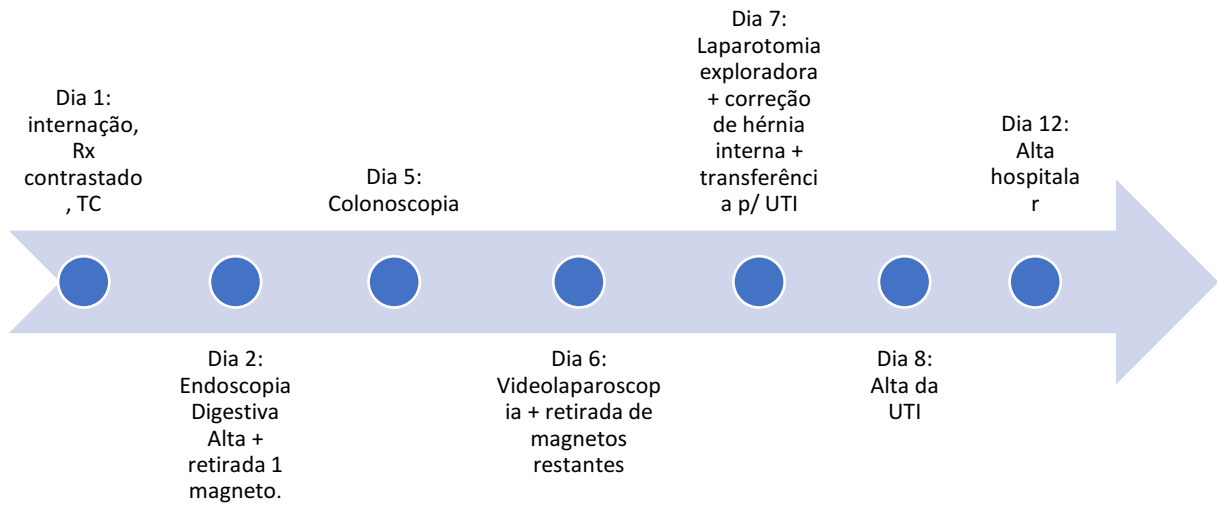 Dia 1:
internação,
Rx
contrastado
, TC
Dia 2:
Endoscopia
Digestiva
Alta +
retirada 1
magneto.
Dia 5:
Colonoscopia
Dia 6:
Videolaparoscop
ia + retirada de
magnetos
restantes
Dia 7:
Laparotomia
exploradora
+ correção
de hérnia
interna +
transferênci
a p/ UTI
Dia 8:
Alta da
UTI
Dia 12:
Alta
hospitala
r